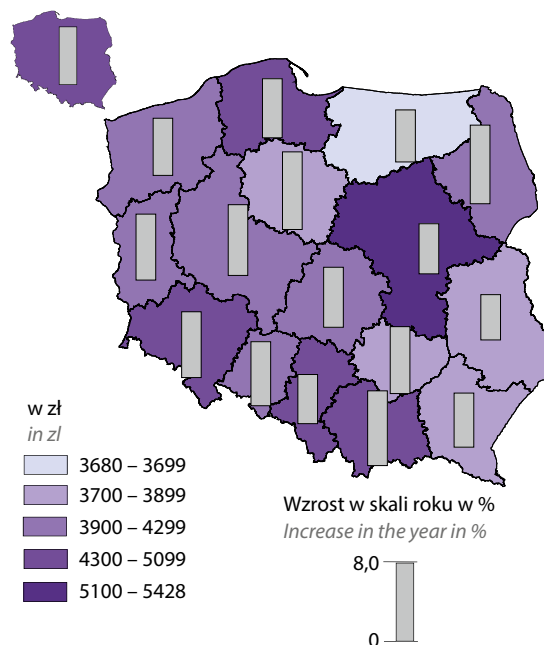 w zł
in zl
3680 – 3699
3700 – 3899
3900 – 4299
4300 – 5099
5100 – 5428
Wzrost w skali roku w %
Increase in the year in %
8,0
0